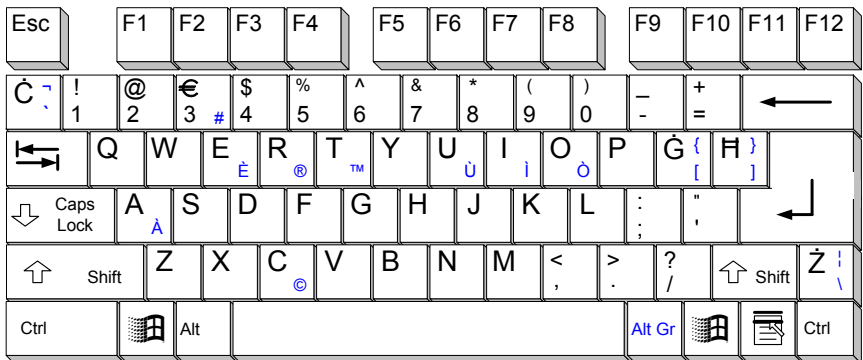 Esc F1 F2 F3 F4 F5 F6 F7 F8 F9 F10 F11 F12
Ċ ¬ ! @ € $ % ^ & * ( ) _ +
` 1 2 3 # 4 5 6 7 8 9 0 - =
Q W E R T Y U I O P Ġ { Ħ }
È ® ™ Ù Ì Ò [ ]
Caps A S D F G H J K L : "
Lock À ; '
Shift Z X C V B N M < > ? Shift Ż ¦
© , . / \
Ctrl Alt Alt Gr Ctrl